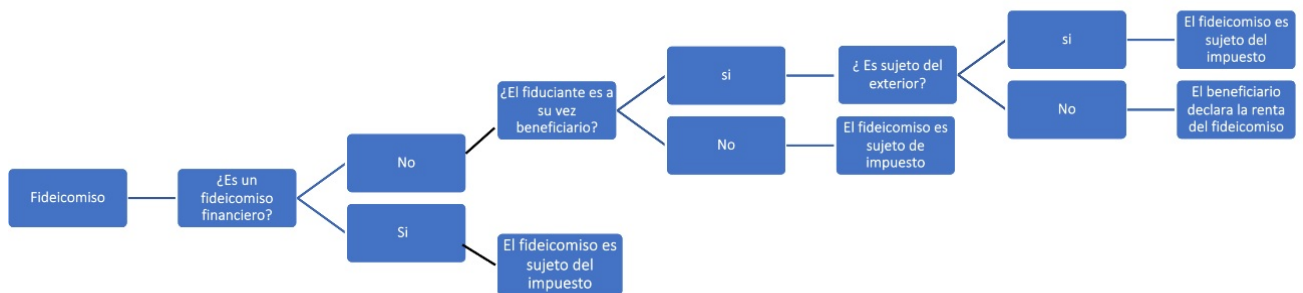 Fideicomiso
¿Es un
fideicomiso
financiero?
No
Si
¿El fiduciante es a
su vez
beneficiario?
El fideicomiso es
sujeto del
impuesto
si
No
¿ Es sujeto del
exterior?
El fideicomiso es
sujeto de
impuesto
si
No
El fideicomiso es
sujeto del
impuesto
El beneficiario
declara la renta
del fideicomiso